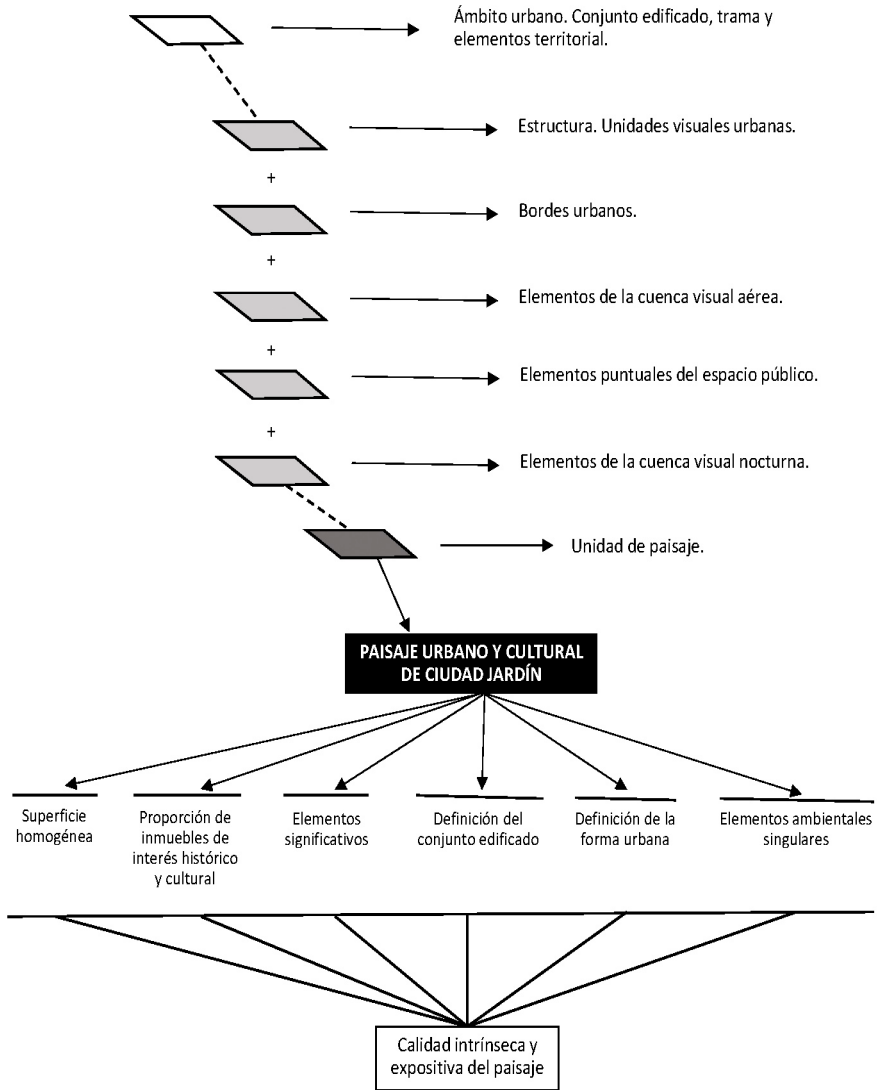 Ámbito urbano. Conjunto edificado, trama y
elementos territorial.
Estructura. Unidades visuales urbanas.
+
Bordes urbanos.
+
Elementos de la cuenca visual aérea.
+
Elementos puntuales del espacio público.
+
Elementos de la cuenca visual nocturna.
Unidad de paisaje.
PAISAJE URBANO Y CULTURAL
DE CIUDAD JARDÍN
Superficie
homogénea
Proporción de
inmuebles de
interés histórico
y cultural
Elementos
significativos
Definición del
conjunto edificado
Definición de la
forma urbana
Elementos ambientales
singulares
Calidad intrínseca y
expositiva del paisaje